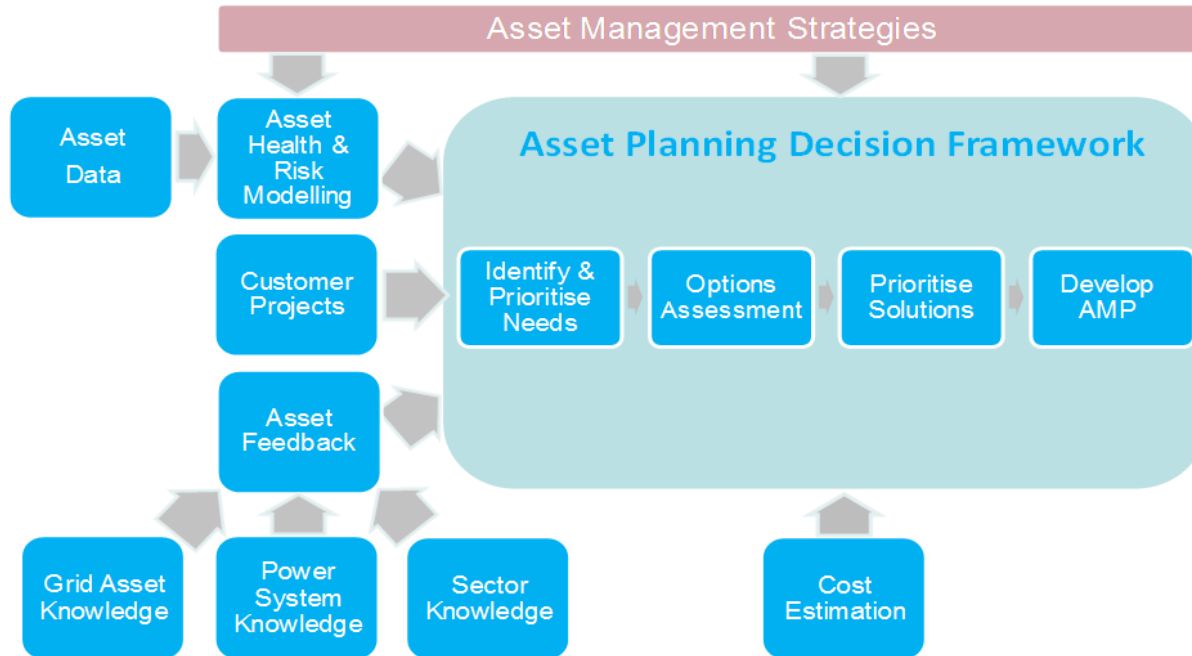 Asset Management Strategies
Asset
Data
Asset
Health &
Risk
Modelling
Asset Planning Decision Framework
Customer
Projects
Identify &
Prioritise
Needs
Options
Assessment
Prioritise
Solutions
Develop
AMP
Asset
Feedback
Grid Asset
Knowledge
Power
System
Knowledge
Sector
Knowledge
Cost
Estimation